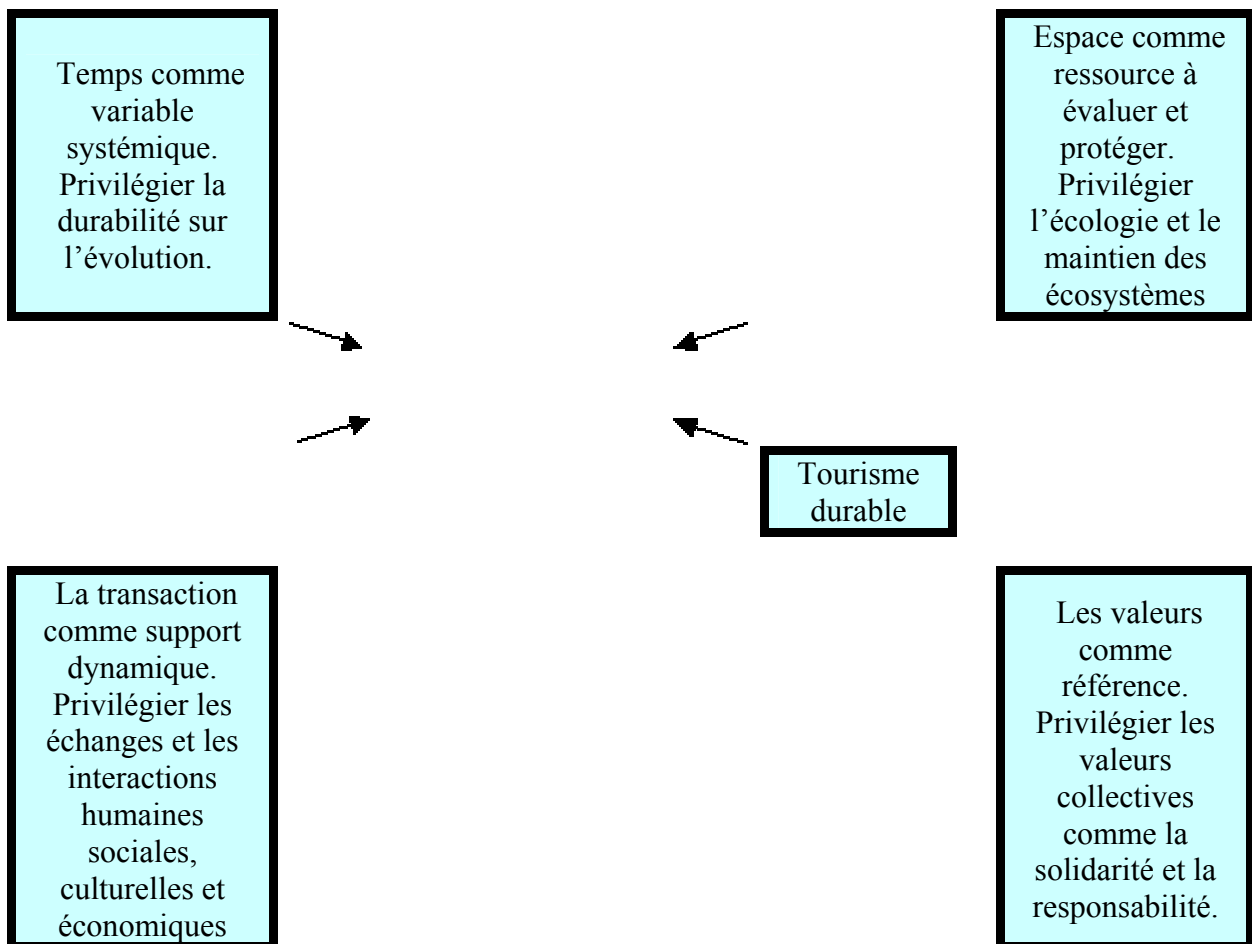 Temps comme
variable
systémique.
Privilégier la
durabilité sur
l’évolution.
Espace comme
ressource à
évaluer et
protéger.
Privilégier
l’écologie et le
maintien des
écosystèmes
Tourisme
durable
La transaction
comme support
dynamique.
Privilégier les
échanges et les
interactions
humaines
sociales,
culturelles et
économiques
Les valeurs
comme
référence.
Privilégier les
valeurs
collectives
comme la
solidarité et la
responsabilité.